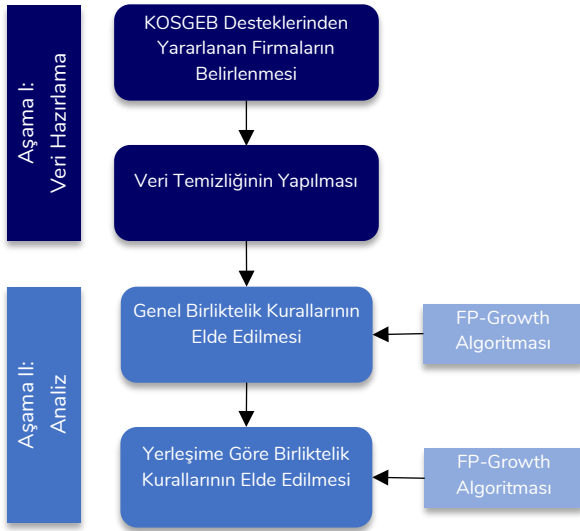 Aşama I:
Veri Hazırlama
KOSGEB Desteklerinden
Yararlanan Firmaların
Belirlenmesi
Veri Temizliğinin Yapılması
Aşama II:
Analiz
Genel Birliktelik Kurallarının
Elde Edilmesi
FP-Growth
Algoritması
Yerleşime Göre Birliktelik
Kurallarının Elde Edilmesi
FP-Growth
Algoritması